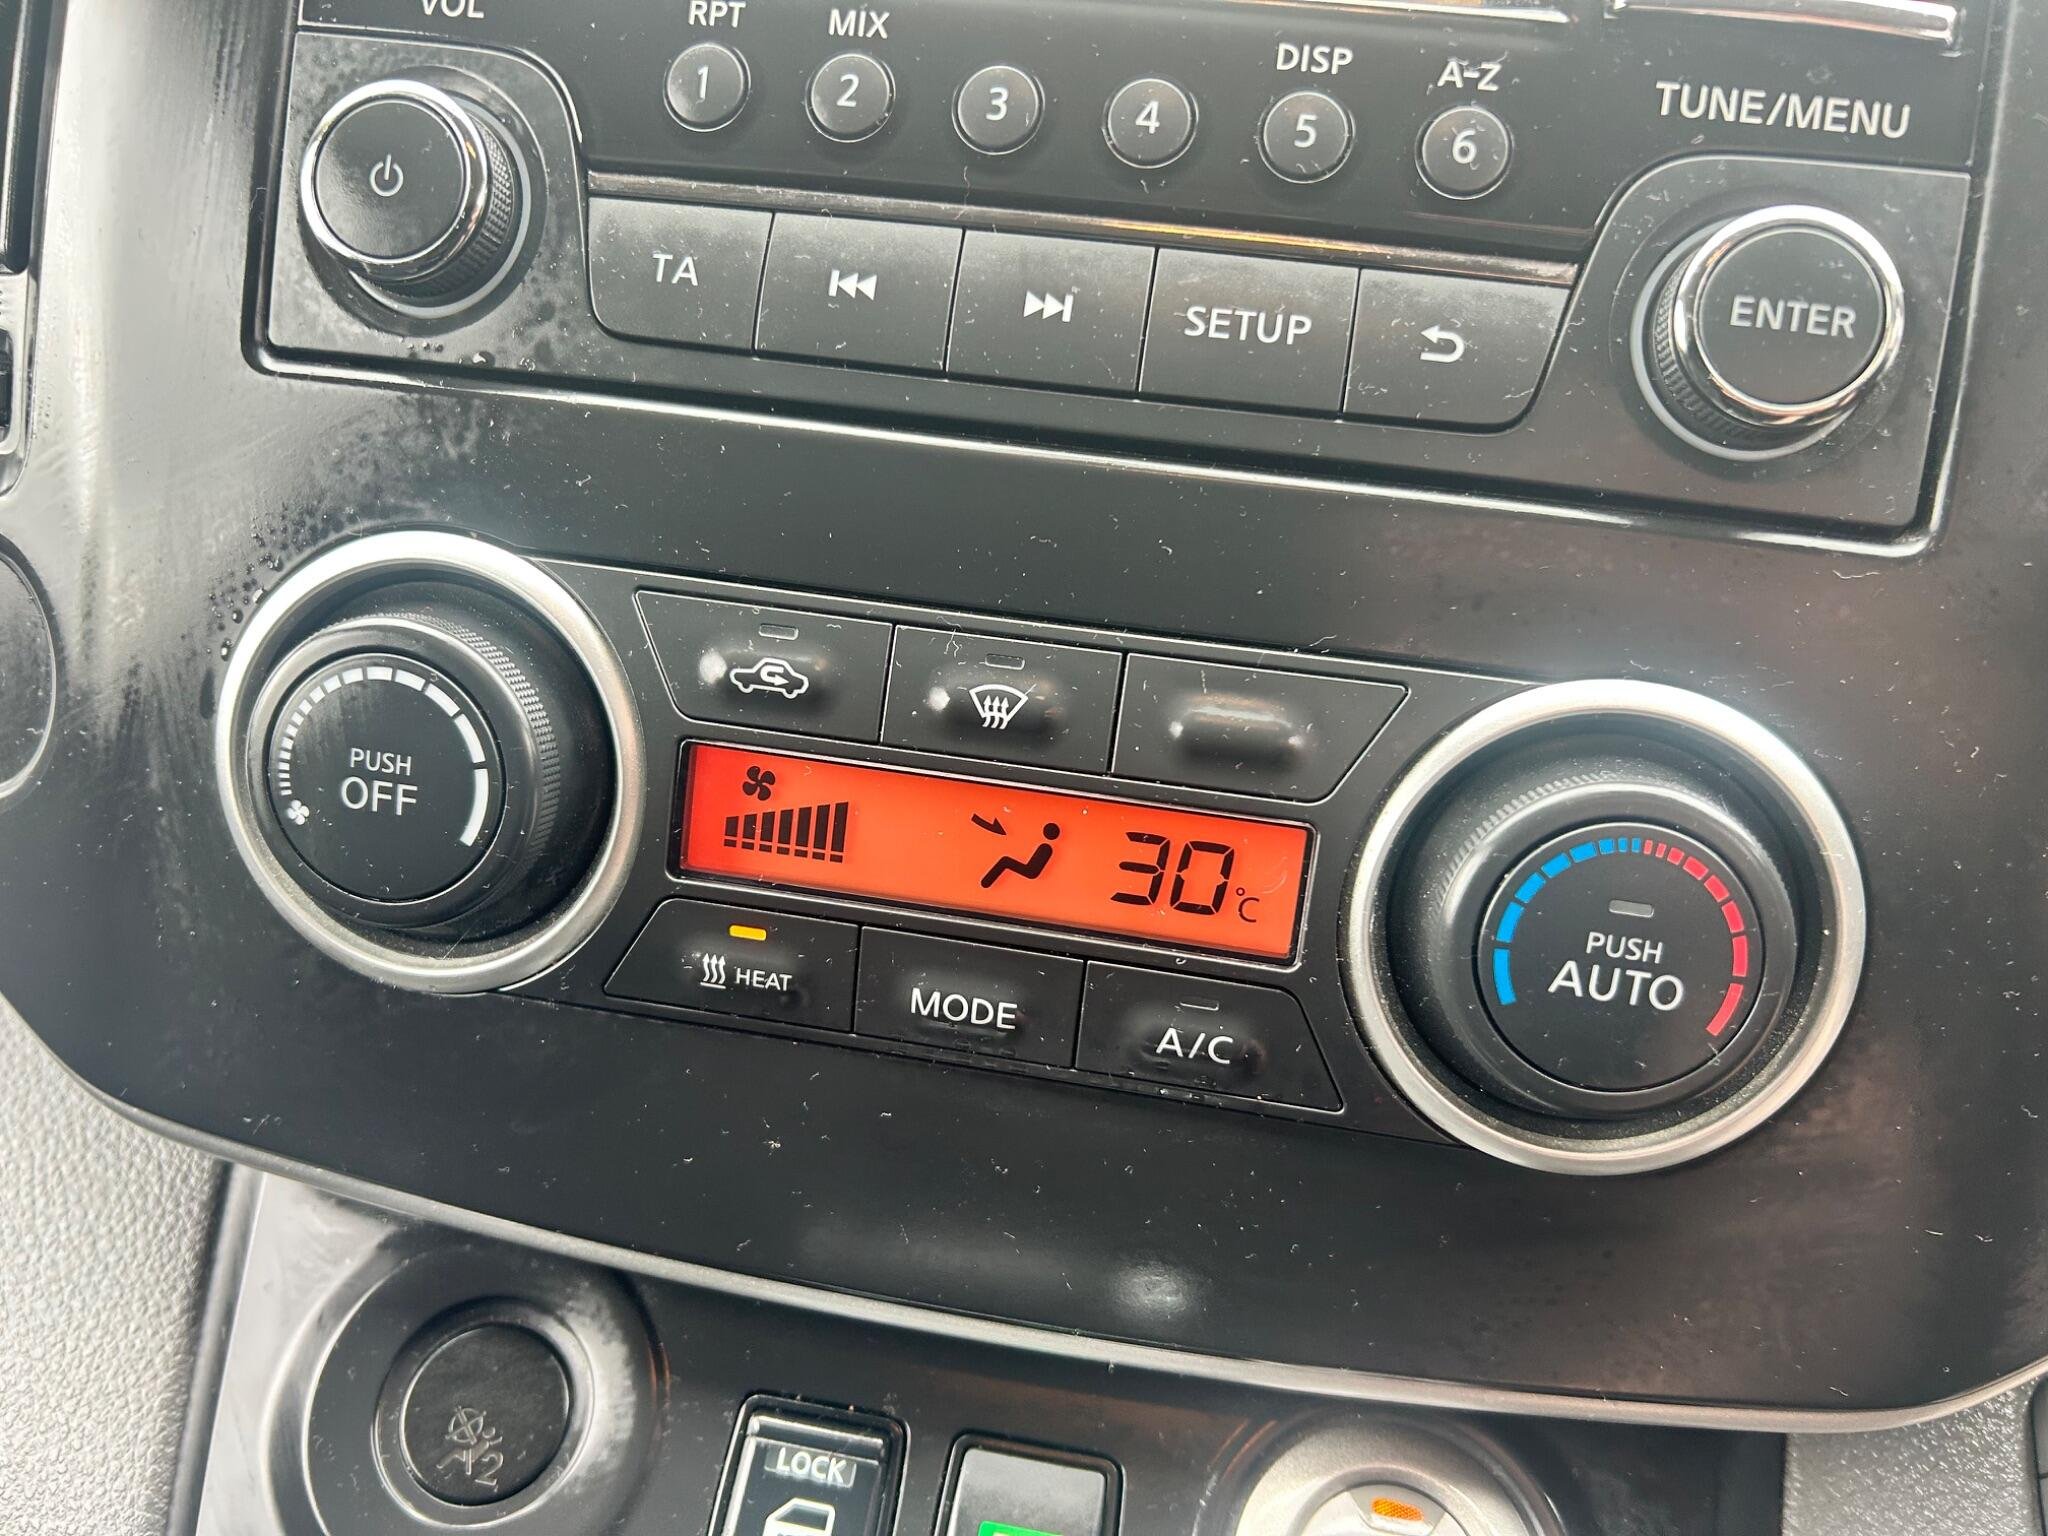 VOL
RPT
MIX
DISP
A-Z
TUNE/MENU
1
2
3
4
5
6
TA
SETUP
ENTER
PUSH
OFF
30°C
HEAT
MODE
A/C
PUSH
AUTO
2
LOCK